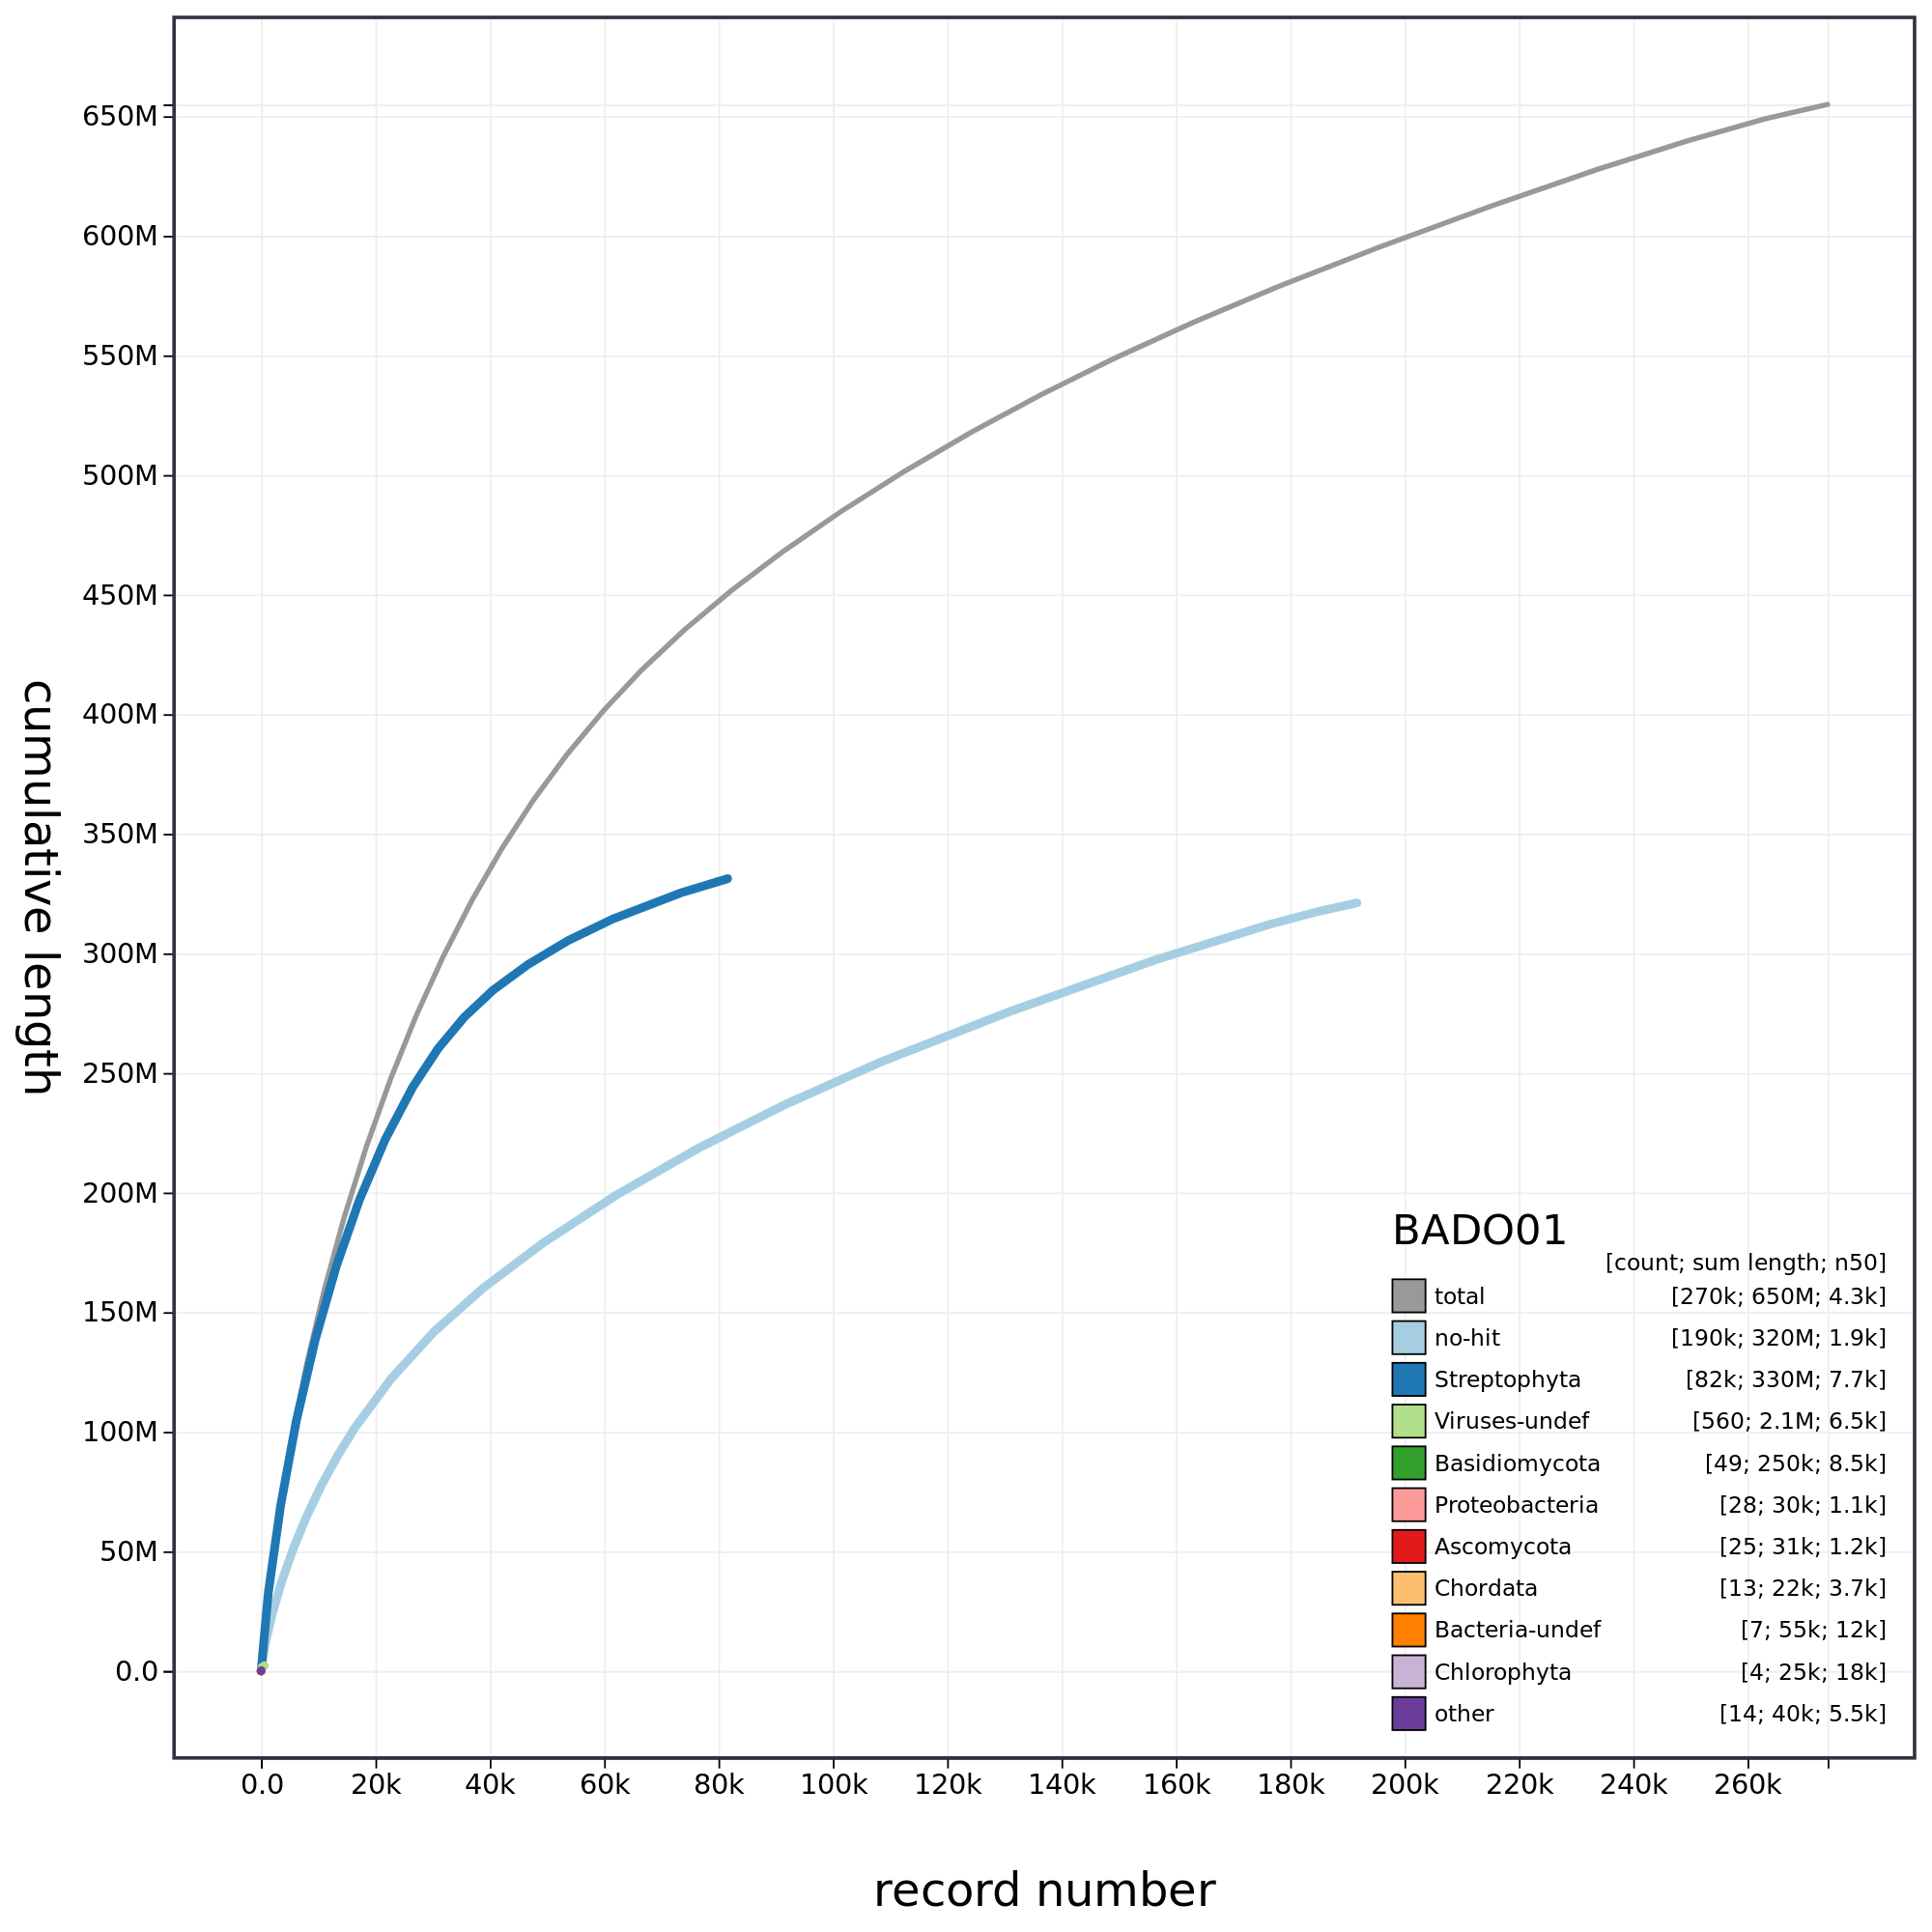 650M
600M
550M
500M
450M
400M
350M
300M
250M
200M
150M
100M
50M
0.0
cumulative length
BADO01
[count; sum length; n50]
total [270k; 650M; 4.3k]
no-hit [190k; 320M; 1.9k]
Streptophyta [82k; 330M; 7.7k]
Viruses-undef [560; 2.1M; 6.5k]
Basidiomycota [49; 250k; 8.5k]
Proteobacteria [28; 30k; 1.1k]
Ascomycota [25; 31k; 1.2k]
Chordata [13; 22k; 3.7k]
Bacteria-undef [7; 55k; 12k]
Chlorophyta [4; 25k; 18k]
other [14; 40k; 5.5k]
0.0 20k 40k 60k 80k 100k 120k 140k 160k 180k 200k 220k 240k 260k
record number